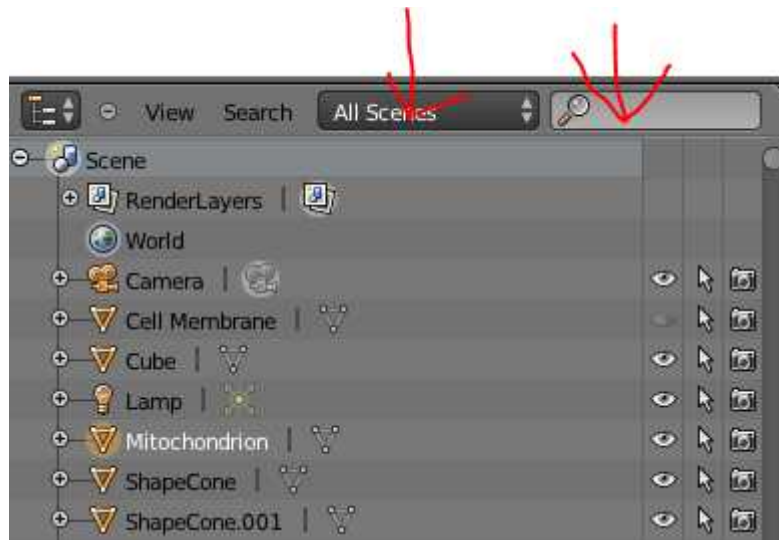 View Search All Scenes
Scene
RenderLayers
World
Camera
Cell Membrane
Cube
Lamp
Mitochondrion
ShapeCone
ShapeCone.001